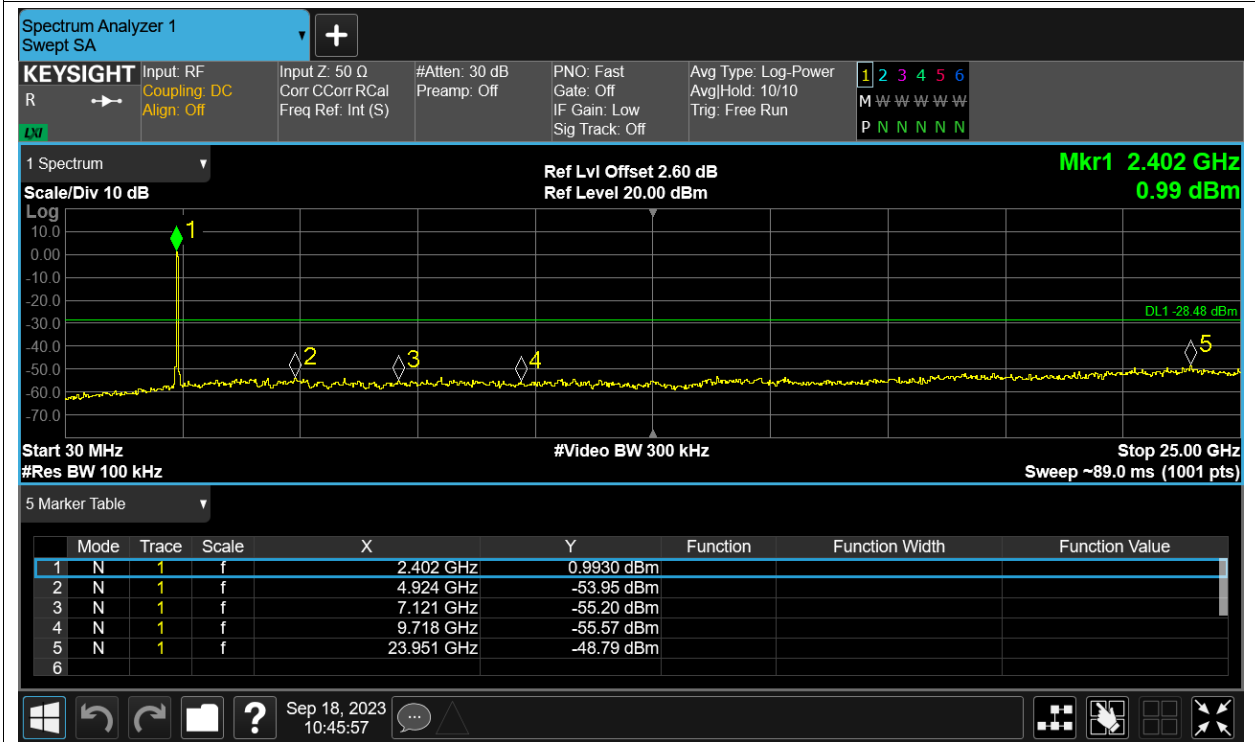 Spectrum Analyzer 1
Swept SA
KEYSIGHT
R
LXI
Input: RF
Coupling: DC
Align: Off
Input Z: 50 Ω
Corr CCorr RCal
Freq Ref: Int (S)
#Atten: 30 dB
Preamp: Off
PNO: Fast
Gate: Off
IF Gain: Low
Sig Track: Off
Avg Type: Log-Power
Avg|Hold: 10/10
Trig: Free Run
1 2 3 4 5 6
M W W W W W
P N N N N N
1 Spectrum
Scale/Div 10 dB
Ref Lvl Offset 2.60 dB
Ref Level 20.00 dBm
Mkr1 2.402 GHz
0.99 dBm
Log
10.0
0.00
-10.0
-20.0
-30.0
-40.0
-50.0
-60.0
-70.0
1
2
3
4
5
DL1 -28.48 dBm
Start 30 MHz
#Res BW 100 kHz
#Video BW 300 kHz
Stop 25.00 GHz
Sweep ~89.0 ms (1001 pts)
5 Marker Table
Mode Trace Scale X Y Function Function Width Function Value
1 N 1 f 2.402 GHz 0.9930 dBm
2 N 1 f 4.924 GHz -53.95 dBm
3 N 1 f 7.121 GHz -55.20 dBm
4 N 1 f 9.718 GHz -55.57 dBm
5 N 1 f 23.951 GHz -48.79 dBm
6
?
Sep 18, 2023
10:45:57